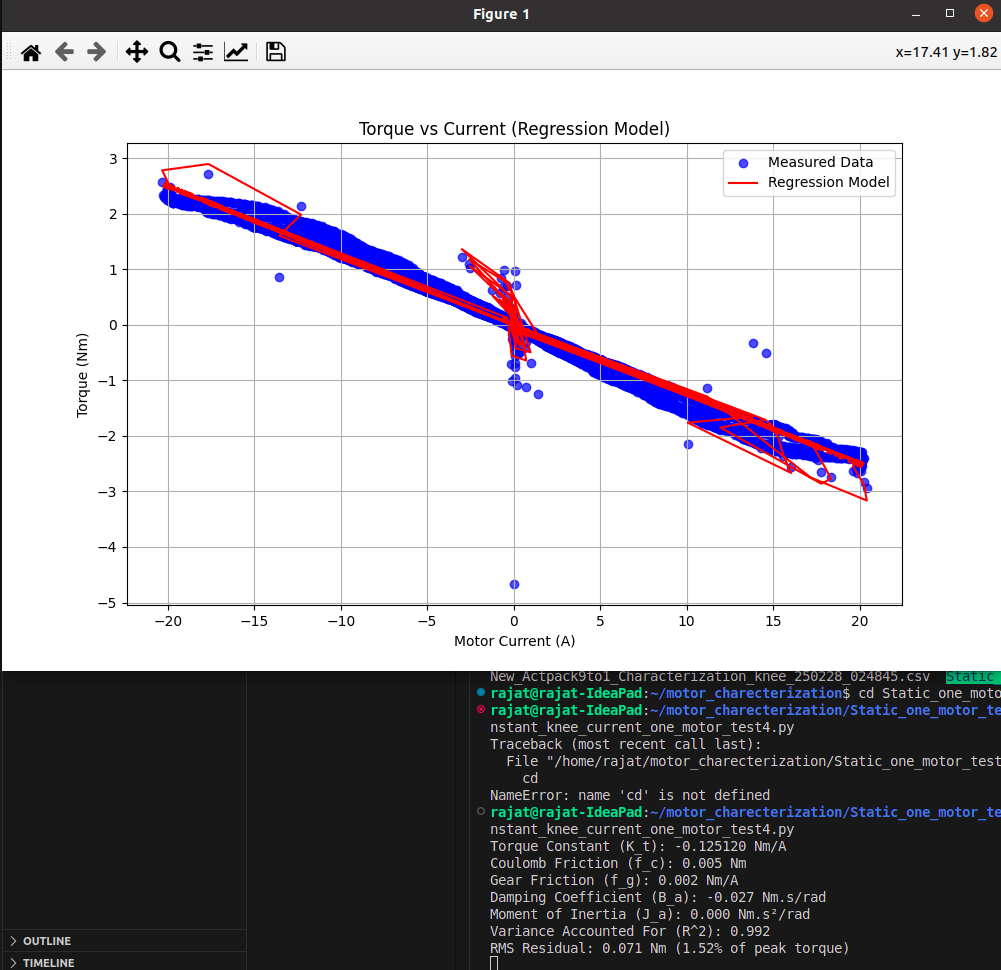 Figure 1
x=17.41 y=1.82
Torque vs Current (Regression Model)
Measured Data
Regression Model
3
2
1
0
−1
−2
−3
−4
−5
Torque (Nm)
−20
−15
−10
−5
0
5
10
15
20
Motor Current (A)
New_Actpack9to1_Characterization_knee_250228_024845.csv Static_
rajat@rajat-IdeaPad:~/motor_charecterization$ cd Static_one_moto
rajat@rajat-IdeaPad:~/motor_charecterization/Static_one_motor_te
nstant_knee_current_one_motor_test4.py
Traceback (most recent call last):
File "/home/rajat/motor_charecterization/Static_one_motor_test
cd
NameError: name 'cd' is not defined
rajat@rajat-IdeaPad:~/motor_charecterization/Static_one_motor_te
nstant_knee_current_one_motor_test4.py
Torque Constant (K_t): -0.125120 Nm/A
Coulomb Friction (f_c): 0.005 Nm
Gear Friction (f_g): 0.002 Nm/A
Damping Coefficient (B_a): -0.027 Nm.s/rad
Moment of Inertia (J_a): 0.000 Nm.s²/rad
Variance Accounted For (R^2): 0.992
RMS Residual: 0.071 Nm (1.52% of peak torque)
OUTLINE
TIMELINE